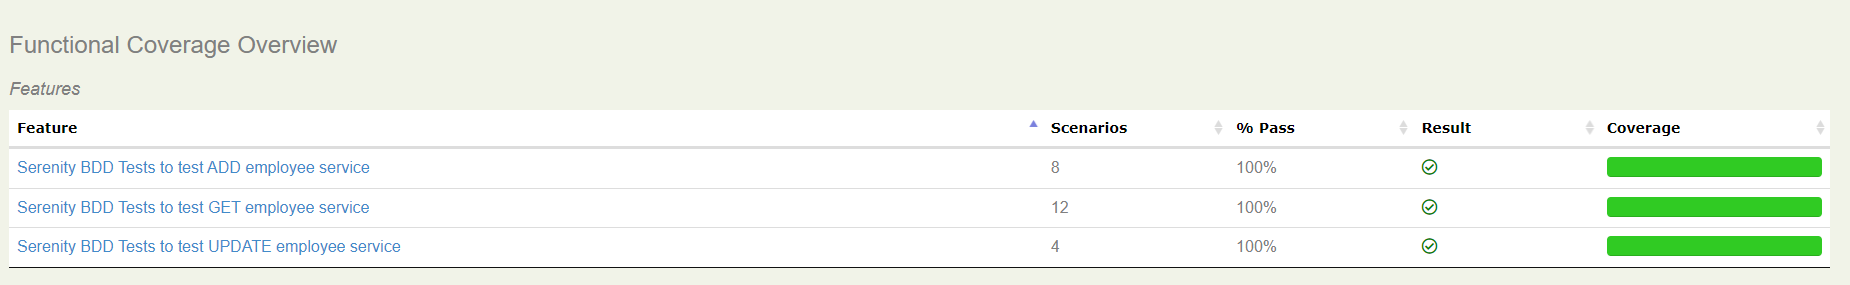 Functional Coverage Overview
Features
Feature Scenarios % Pass Result Coverage
Serenity BDD Tests to test ADD employee service 8 100%
Serenity BDD Tests to test GET employee service 12 100%
Serenity BDD Tests to test UPDATE employee service 4 100%